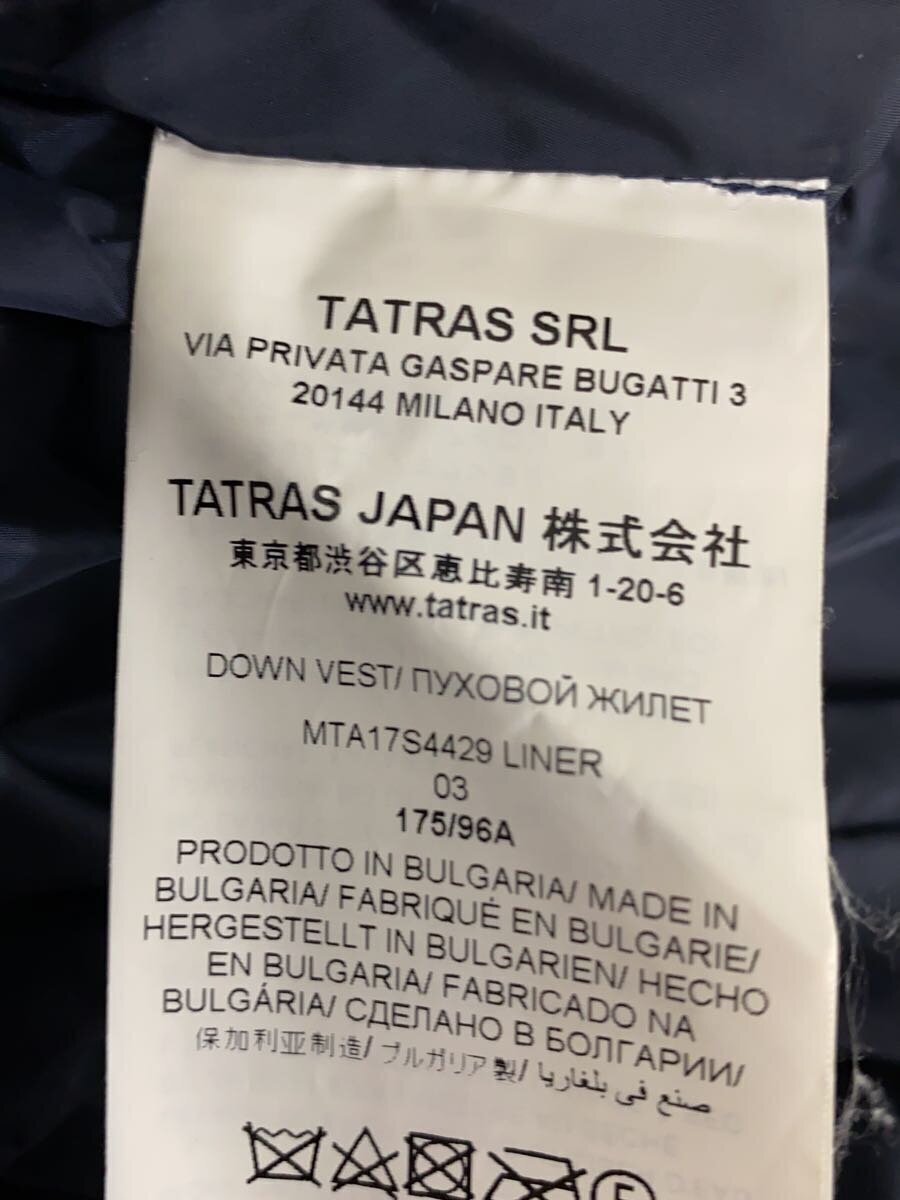 TATRAS SRL
VIA PRIVATA GASPARE BUGATTI 3
20144 MILANO ITALY
TATRAS JAPAN 株式会社
東京都渋谷区恵比寿南 1-20-6
www.tatras.it
DOWN VEST/ ПУХОВОЙ ЖИЛЕТ
MTA17S4429 LINER
03
175/96A
PRODOTTO IN BULGARIA/ MADE IN
BULGARIA/ FABRIQUÉ EN BULGARIE/
HERGESTELLT IN BULGARIEN/ HECHO
EN BULGARIA/ FABRICADO NA
BULGÁRIA/ СДЕЛАНО В БОЛГАРИИ/
保加利亚制造/ ブルガリア製/ صنع في بلغاريا